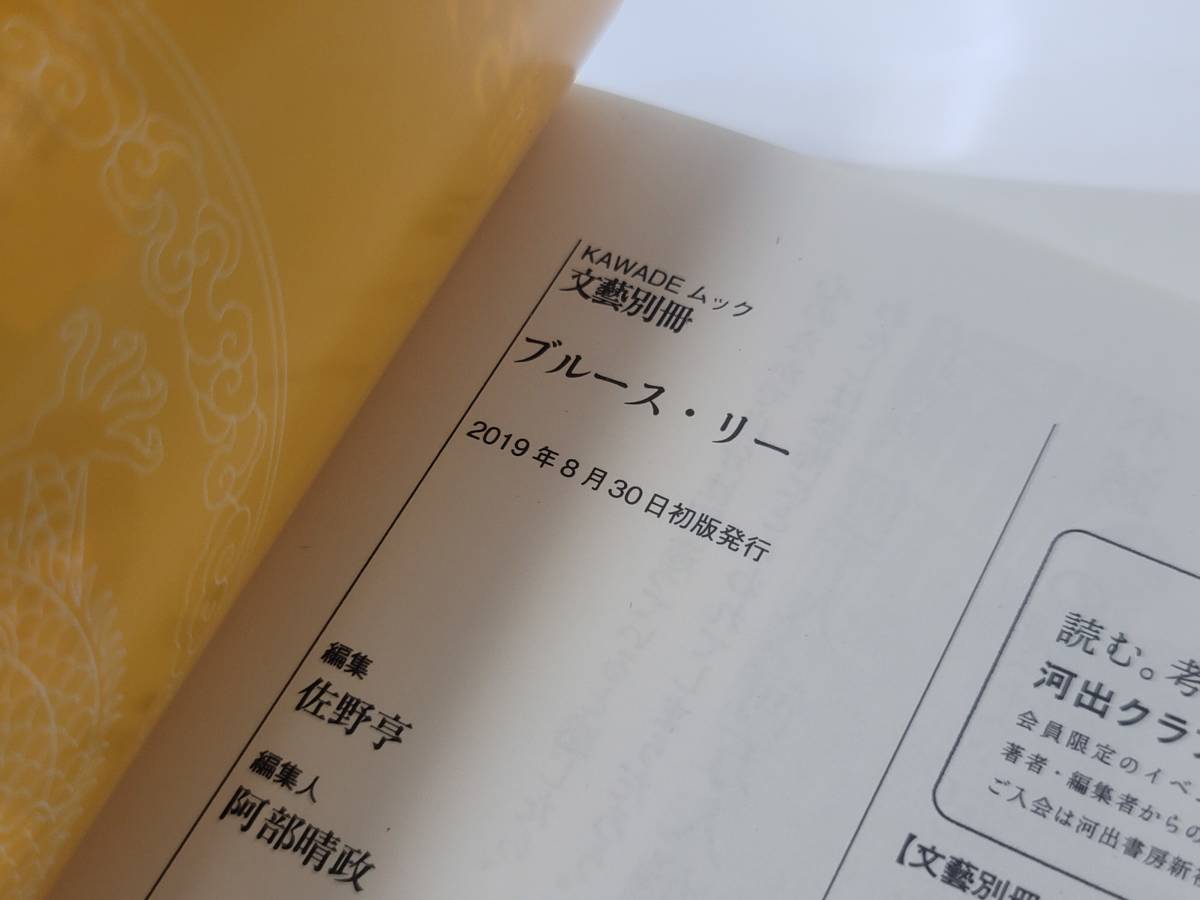 KAWADE ムック
文藝別冊
ブルース・リー
2019年8月30日初版発行
編集
佐野亨
編集人
阿部晴政
読む。考
河出クラ
会員限定のイベ
著者・編集者からの
ご入会は河出書房新社
【文藝別冊